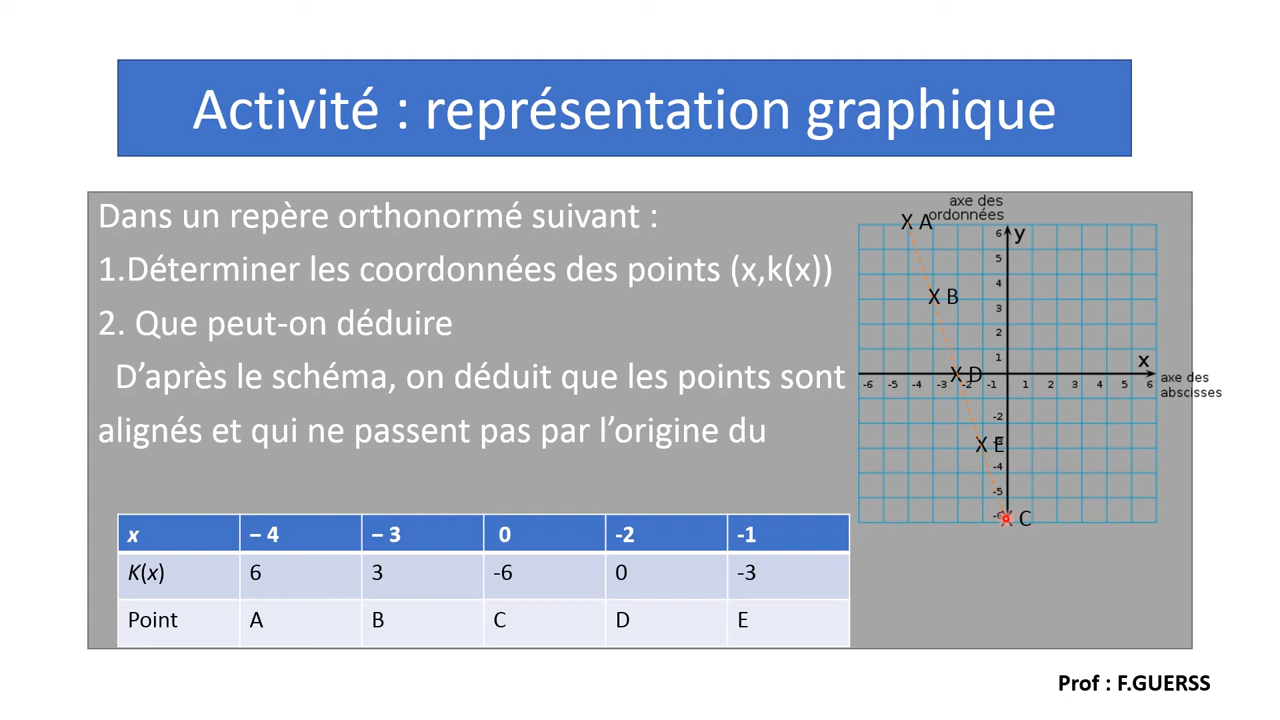 Activité : représentation graphique
Dans un repère orthonormé suivant :
1.Déterminer les coordonnées des points (x,k(x))
2. Que peut-on déduire
D’après le schéma, on déduit que les points sont
alignés et qui ne passent pas par l’origine du
axe des
ordonnées
X A
y
6
5
4
X B
3
2
1
x
X D
-6 -5 -4 -3 -2 -1 1 2 3 4 5 6
axe des
abscisses
-2
X E
-4
-5
X C
x – 4 – 3 0 -2 -1
K(x) 6 3 -6 0 -3
Point A B C D E
Prof : F.GUERSS